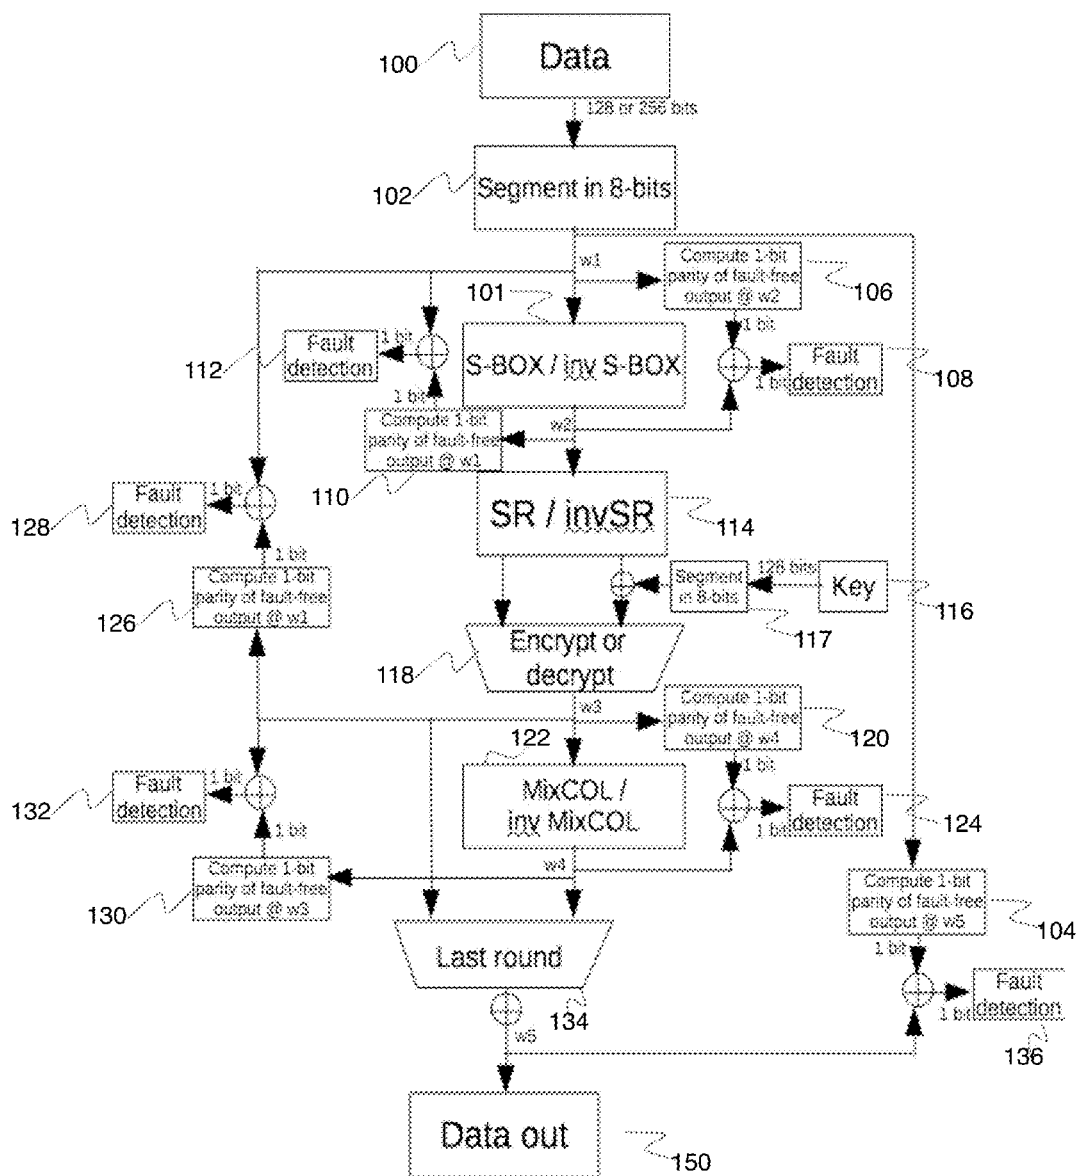 Data
100
128 or 256 bits
Segment in 8-bits
102
w1
Compute 1-bit
parity of fault-free
output @ w2
106
101
1 bit
S-BOX / inv S-BOX
Fault
detection
1 bit
112
1 bit
Fault
detection
1 bit
108
w2
Compute 1-bit
parity of fault-free
output @ w1
110
SR / invSR
114
Fault
detection
1 bit
128
1 bit
Compute 1-bit
parity of fault-free
output @ w1
126
Segment
in 8-bits
128 bits
Key
117
116
Encrypt or
decrypt
118
w3
Compute 1-bit
parity of fault-free
output @ w4
120
122
1 bit
MixCOL /
inv MixCOL
Fault
detection
1 bit
132
1 bit
Fault
detection
1 bit
124
w4
Compute 1-bit
parity of fault-free
output @ w3
130
Compute 1-bit
parity of fault-free
output @ w5
104
1 bit
Last round
134
Fault
detection
1 bit
136
w5
Data out
150